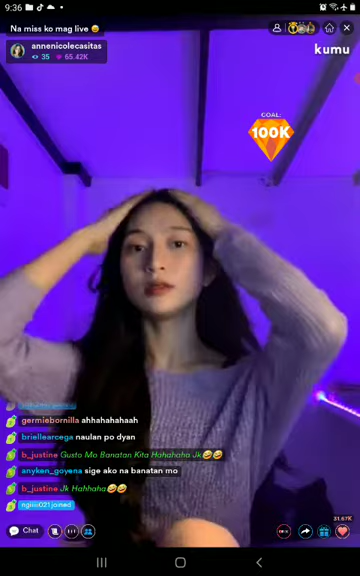 9:36
Na miss ko mag live 😄
annenicolecasitas
35 65.42K
kumu
GOAL:
100K
germiebornilla ahhahahahaah
briellearcega naulan po dyan
b_justine Gusto Mo Banatan Kita Hahahaha Jk🤣🤣
anyken_goyena sige ako na banatan mo
b_justine Jk Hahhaha🤣🤣
ngiiii021 joined
31.67K
Chat